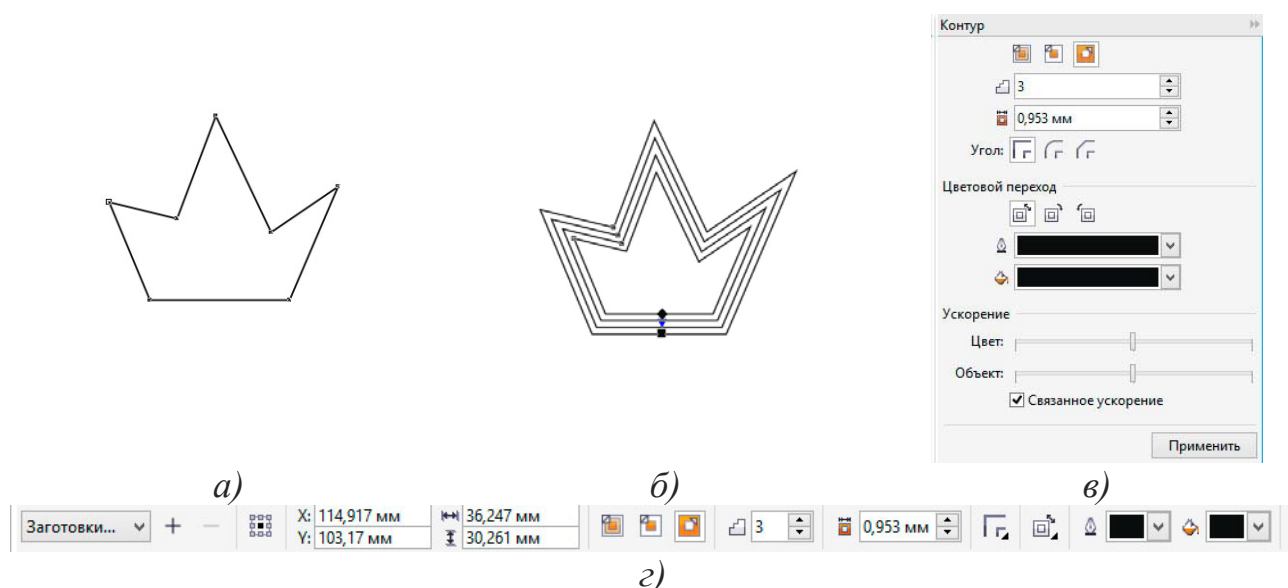 Контур
3
0,953 мм
Угол:
Цветовой переход
Ускорение
Цвет:
Объект:
Связанное ускорение
Применить
а)
б)
в)
Заготовки...
X: 114,917 мм
Y: 103,17 мм
36,247 мм
30,261 мм
3
0,953 мм
г)